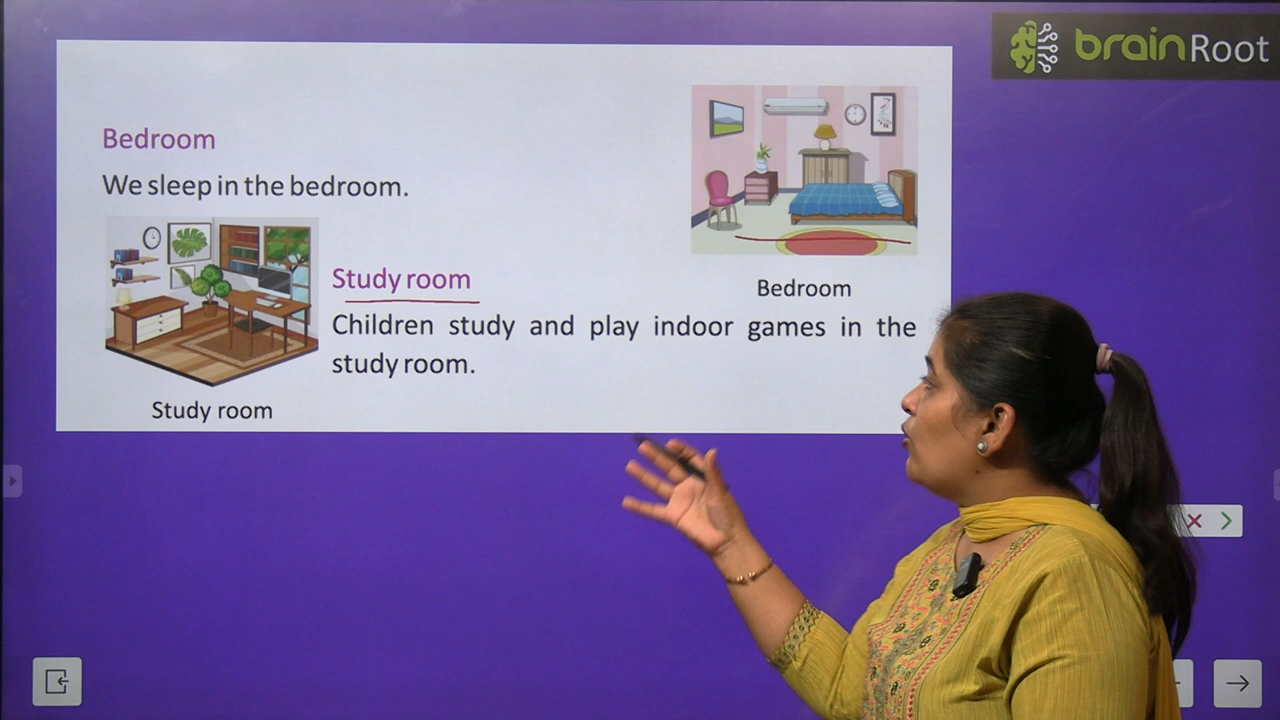 brainRoot
Bedroom
We sleep in the bedroom.
Bedroom
Study room
Children study and play indoor games in the
study room.
Study room